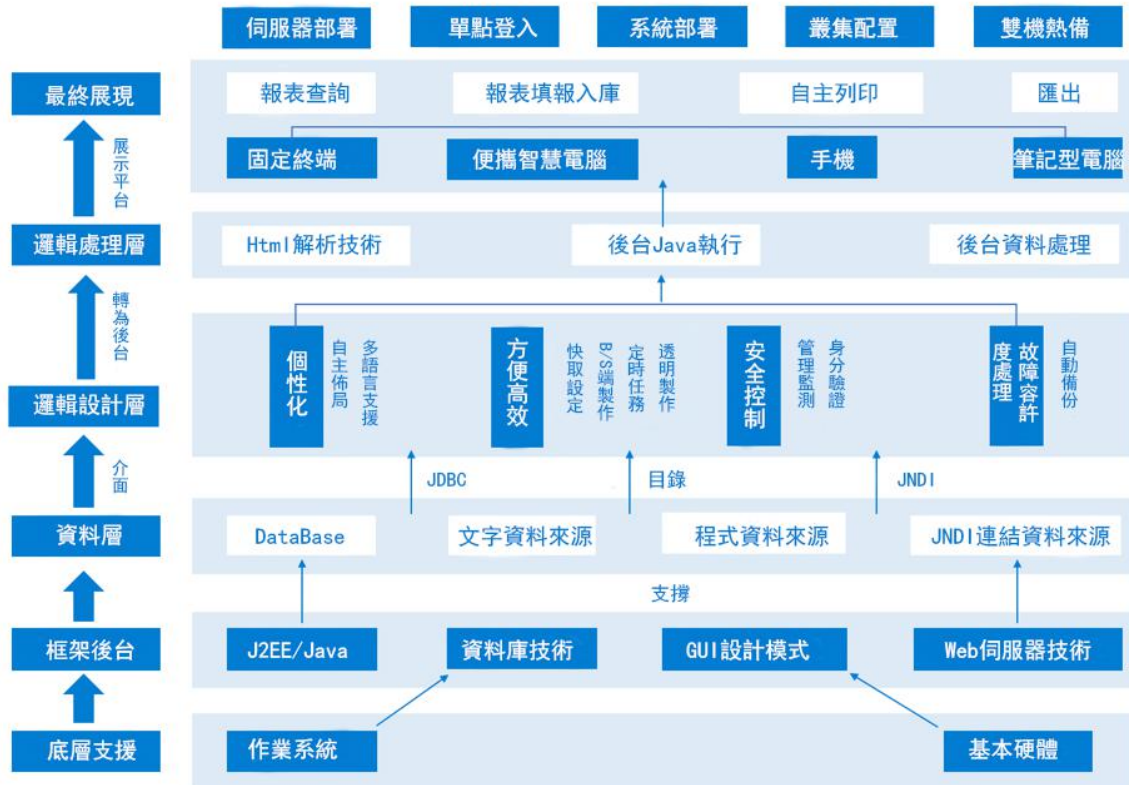 伺服器部署
單點登入
系統部署
叢集配置
雙機熱備
最終展現
報表查詢
報表填報入庫
自主列印
匯出
展示平台
固定終端
便攜智慧電腦
手機
筆記型電腦
邏輯處理層
Html解析技術
後台Java執行
後台資料處理
轉為後台
邏輯設計層
個性化
自主佈局
多語言支援
方便高效
快取設定
B/S端製作
定時任務
透明製作
安全控制
管理監測
身分驗證
故障容許
度處理
自動備份
介面
JDBC
目錄
JNDI
資料層
DataBase
文字資料來源
程式資料來源
JNDI連結資料來源
支撐
框架後台
J2EE/Java
資料庫技術
GUI設計模式
Web伺服器技術
底層支援
作業系統
基本硬體